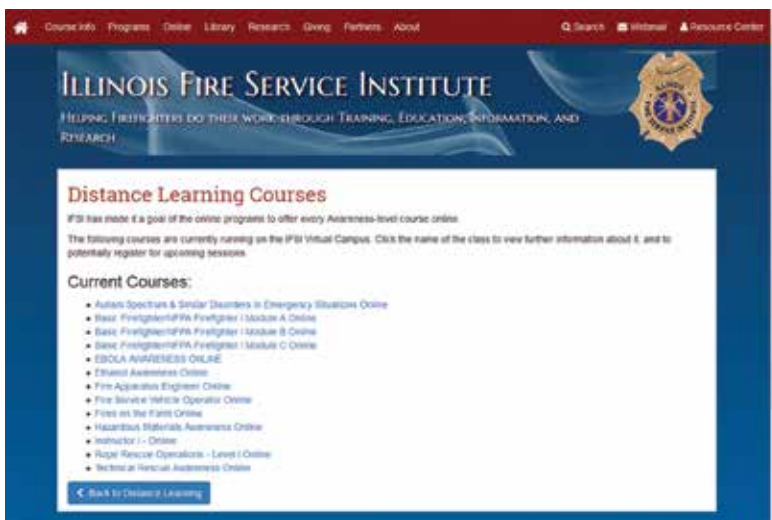 Course Info Programs Online Library Research Giving Partners About Search Webmail Resource Center
ILLINOIS FIRE SERVICE INSTITUTE
HELPING FIREFIGHTERS DO THEIR WORK THROUGH TRAINING, EDUCATION, INFORMATION, AND
RESEARCH
ILLINOIS
FIRE SERVICE INSTITUTE
Distance Learning Courses
IFSI has made it a goal of the online programs to offer every Awareness-level course online.
The following courses are currently running on the IFSI Virtual Campus. Click the name of the class to view further information about it, and to
potentially register for upcoming sessions.
Current Courses:
Autism Spectrum & Similar Disorders in Emergency Situations Online
Basic Firefighter/NFPA Firefighter I Module A Online
Basic Firefighter/NFPA Firefighter I Module B Online
Basic Firefighter/NFPA Firefighter I Module C Online
EBOLA AWARENESS ONLINE
Ethanol Awareness Online
Fire Apparatus Engineer Online
Fire Service Vehicle Operator Online
Fires on the Farm Online
Hazardous Materials Awareness Online
Instructor I - Online
Rope Rescue Operations - Level I Online
Technical Rescue Awareness Online
Back to Distance Learning